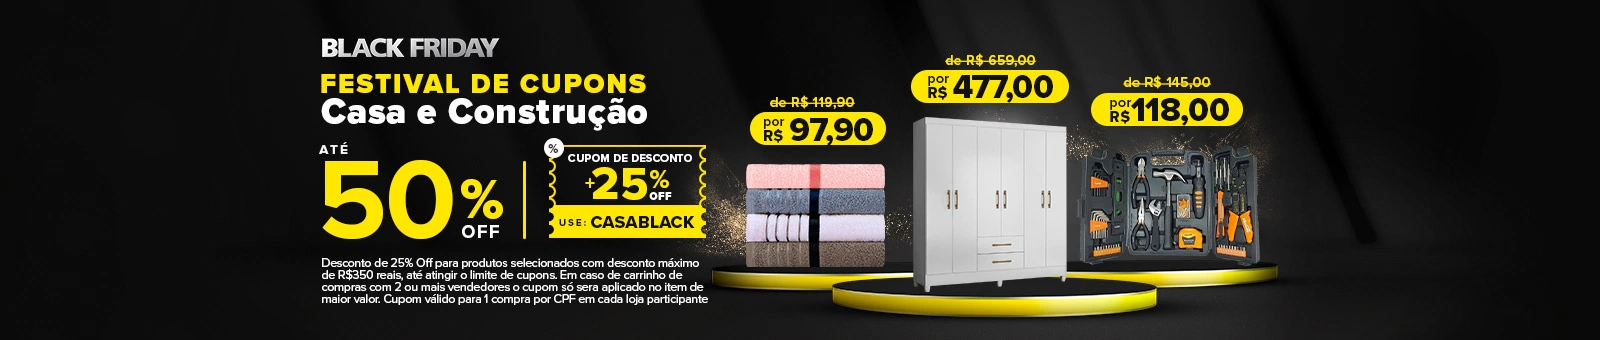 BLACK FRIDAY
FESTIVAL DE CUPONS
Casa e Construção
ATÉ
50%
OFF
%
CUPOM DE DESCONTO
+25%
OFF
USE: CASABLACK
Desconto de 25% Off para produtos selecionados com desconto máximo
de R$350 reais, até atingir o limite de cupons. Em caso de carrinho de
compras com 2 ou mais vendedores o cupom só sera aplicado no item de
maior valor. Cupom válido para 1 compra por CPF em cada loja participante
de R$ 119,90
por
R$ 97,90
de R$ 659,00
por
R$ 477,00
de R$ 145,00
por
R$ 118,00